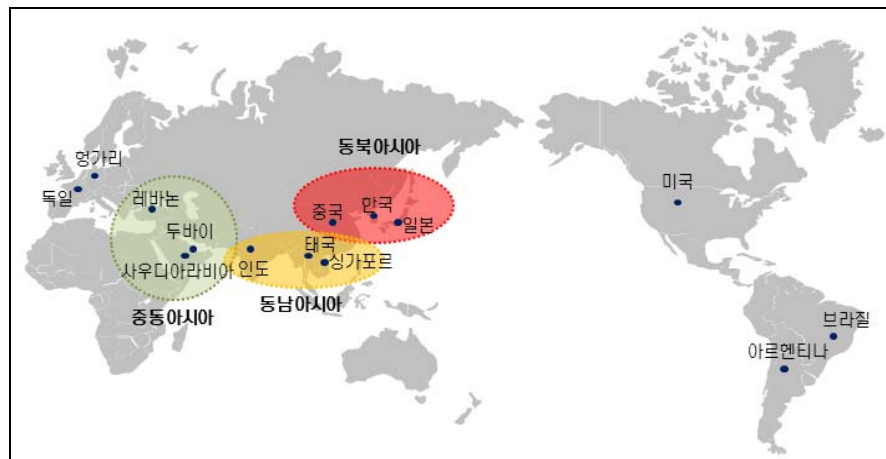 동북아시아
헝가리
독일
레바논
중국
한국
일본
미국
두바이
태국
사우디아라비아
인도
싱가포르
중동아시아
동남아시아
브라질
아르헨티나